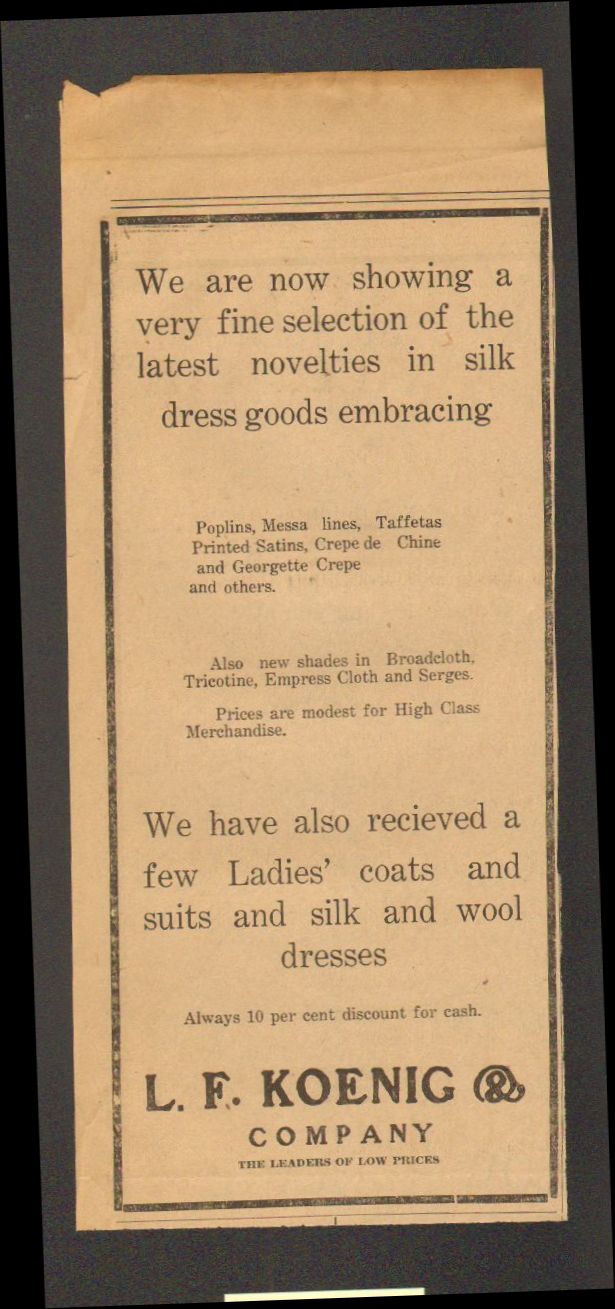 We are now showing a
very fine selection of the
latest novelties in silk
dress goods embracing
Poplins, Messa lines, Taffetas
Printed Satins, Crepe de Chine
and Georgette Crepe
and others.
Also new shades in Broadcloth,
Tricotine, Empress Cloth and Serges.
Prices are modest for High Class
Merchandise.
We have also recieved a
few Ladies' coats and
suits and silk and wool
dresses
Always 10 per cent discount for cash.
L. F. KOENIG &
COMPANY
THE LEADERS OF LOW PRICES